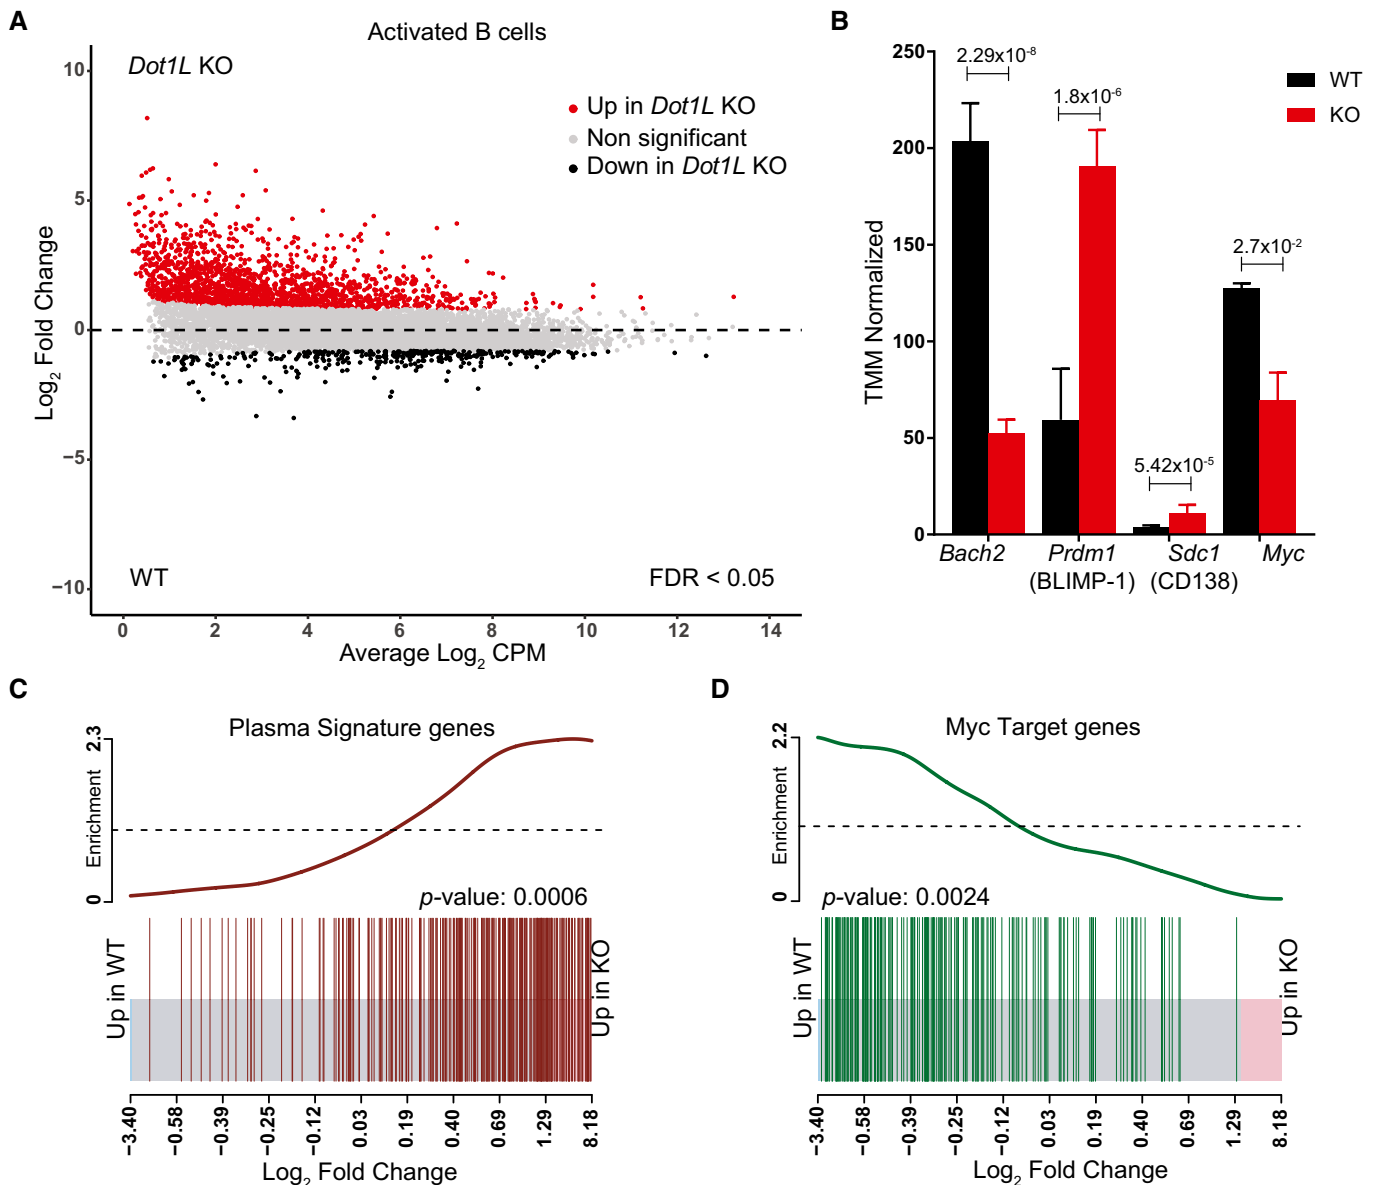 A
Activated B cells
Dot1L KO
Up in Dot1L KO
Non significant
Down in Dot1L KO
10
5
0
−5
−10
Log2 Fold Change
WT
FDR < 0.05
0 2 4 6 8 10 12 14
Average Log2 CPM
B
250
200
150
100
50
0
TMM Normalized
2.29x10-8
1.8x10-6
5.42x10-5
2.7x10-2
WT
KO
Bach2 Prdm1 Sdc1 Myc
(BLIMP-1) (CD138)
C
Plasma Signature genes
2.3
Enrichment
0
p-value: 0.0006
Up in WT
Up in KO
−3.40 −0.58 −0.39 −0.25 −0.12 0.03 0.19 0.40 0.69 1.29 8.18
Log2 Fold Change
D
Myc Target genes
2.2
Enrichment
0
p-value: 0.0024
Up in WT
Up in KO
−3.40 −0.58 −0.39 −0.25 −0.12 0.03 0.19 0.40 0.69 1.29 8.18
Log2 Fold Change